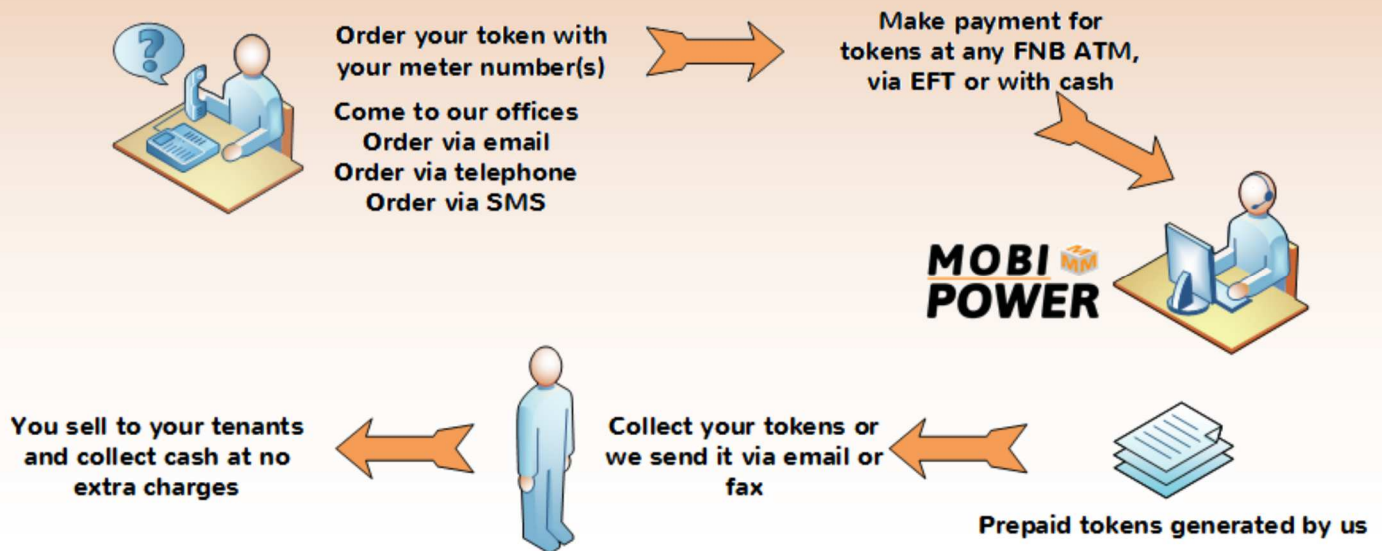 Order your token with
your meter number(s)
Come to our offices
Order via email
Order via telephone
Order via SMS
Make payment for
tokens at any FNB ATM,
via EFT or with cash
?
MOBI
POWER
M
MM
Prepaid tokens generated by us
Collect your tokens or
we send it via email or
fax
You sell to your tenants
and collect cash at no
extra charges